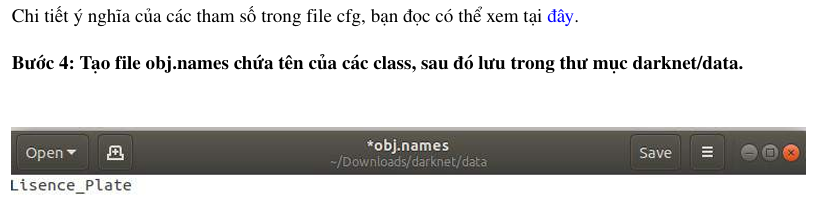 Chi tiết ý nghĩa của các tham số trong file cfg, bạn đọc có thể xem tại đây.
Bước 4: Tạo file obj.names chứa tên của các class, sau đó lưu trong thư mục darknet/data.
Open
*obj.names
~/Downloads/darknet/data
Save
Lisence_Plate